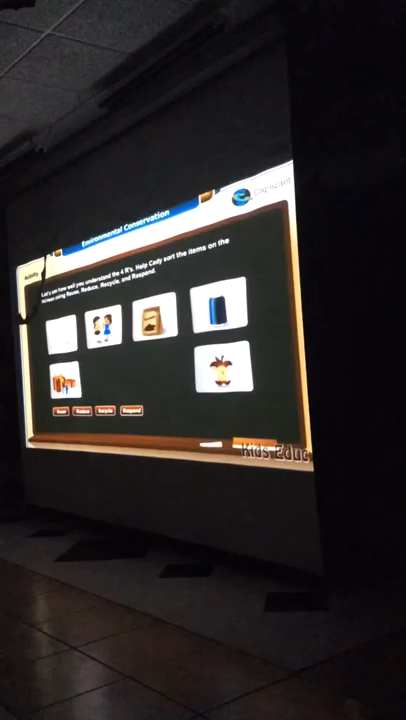 Cognizant
Environmental Conservation
Activity
Let's see how well you understand the 4 R's. Help Cady sort the items on the
screen using Reuse, Reduce, Recycle, and Respond.
Reuse Reduce Recycle Respond
Kids Educ